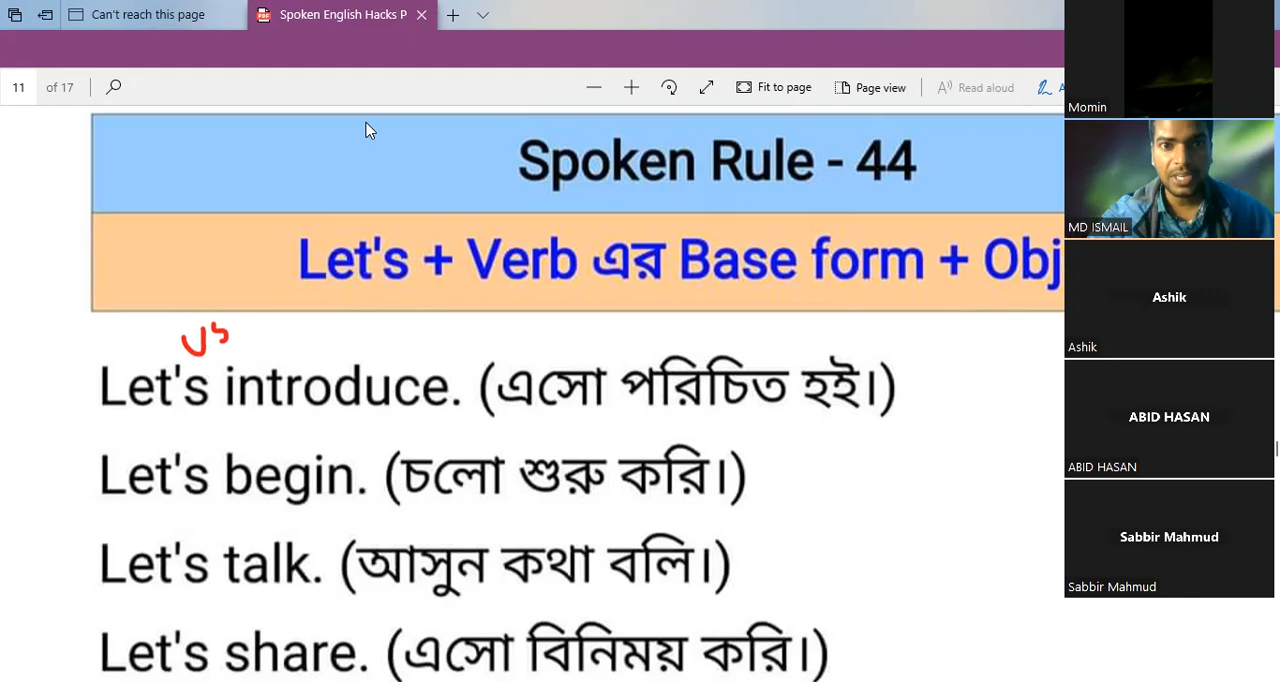 Can't reach this page
Spoken English Hacks P
11 of 17
Fit to page
Page view
Read aloud
Spoken Rule - 44
Let's + Verb এর Base form + Obj
us
Let's introduce. (এসো পরিচিত হই।)
Let's begin. (চলো শুরু করি।)
Let's talk. (আসুন কথা বলি।)
Let's share. (এসো বিনিময় করি।)
Momin
MD ISMAIL
Ashik
Ashik
ABID HASAN
ABID HASAN
Sabbir Mahmud
Sabbir Mahmud